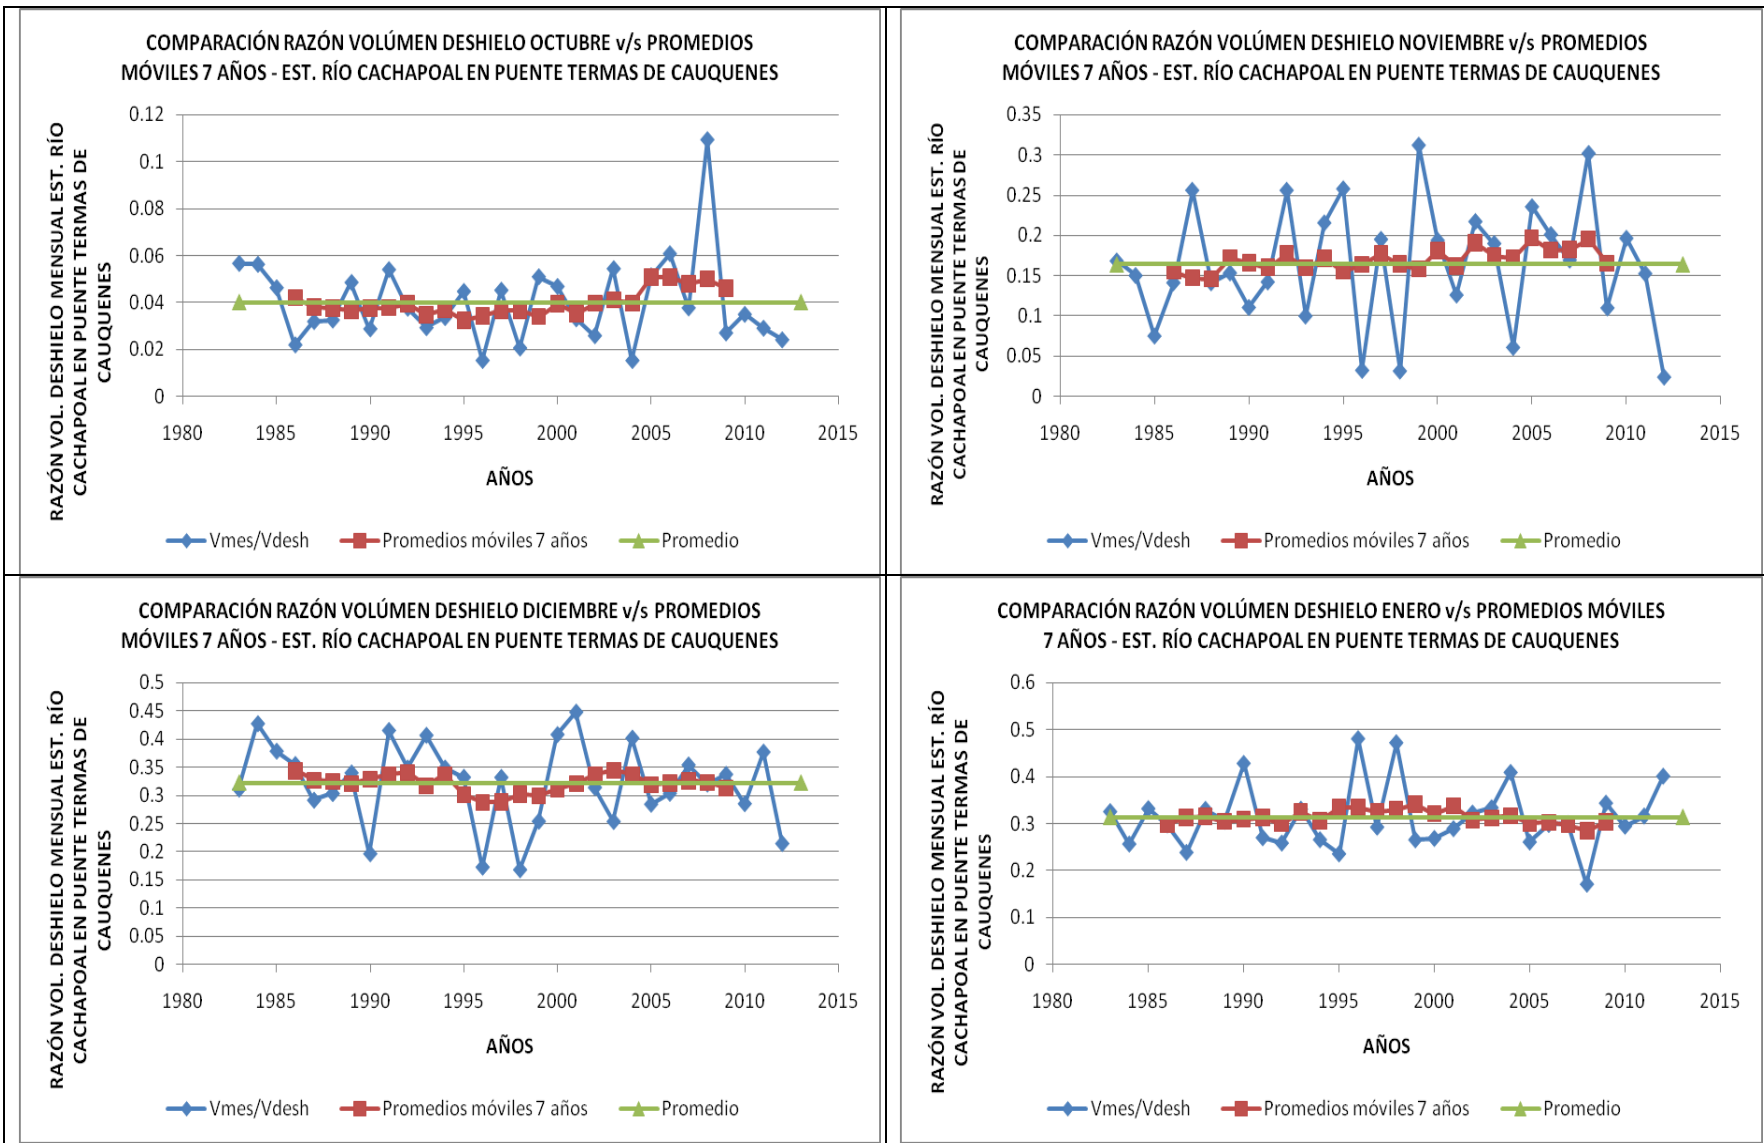 COMPARACIÓN RAZÓN VOLÚMEN DESHIELO OCTUBRE v/s PROMEDIOS
MÓVILES 7 AÑOS - EST. RÍO CACHAPOAL EN PUENTE TERMAS DE CAUQUENES
RAZÓN VOL. DESHIELO MENSUAL EST. RÍO
CACHAPOAL EN PUENTE TERMAS DE
CAUQUENES
0.12
0.1
0.08
0.06
0.04
0.02
0
1980 1985 1990 1995 2000 2005 2010 2015
AÑOS
Vmes/Vdesh Promedios móviles 7 años Promedio
COMPARACIÓN RAZÓN VOLÚMEN DESHIELO NOVIEMBRE v/s PROMEDIOS
MÓVILES 7 AÑOS - EST. RÍO CACHAPOAL EN PUENTE TERMAS DE CAUQUENES
RAZÓN VOL. DESHIELO MENSUAL EST. RÍO
CACHAPOAL EN PUENTE TERMAS DE
CAUQUENES
0.35
0.3
0.25
0.2
0.15
0.1
0.05
0
1980 1985 1990 1995 2000 2005 2010 2015
AÑOS
Vmes/Vdesh Promedios móviles 7 años Promedio
COMPARACIÓN RAZÓN VOLÚMEN DESHIELO DICIEMBRE v/s PROMEDIOS
MÓVILES 7 AÑOS - EST. RÍO CACHAPOAL EN PUENTE TERMAS DE CAUQUENES
RAZÓN VOL. DESHIELO MENSUAL EST. RÍO
CACHAPOAL EN PUENTE TERMAS DE
CAUQUENES
0.5
0.45
0.4
0.35
0.3
0.25
0.2
0.15
0.1
0.05
0
1980 1985 1990 1995 2000 2005 2010 2015
AÑOS
Vmes/Vdesh Promedios móviles 7 años Promedio
COMPARACIÓN RAZÓN VOLÚMEN DESHIELO ENERO v/s PROMEDIOS MÓVILES
7 AÑOS - EST. RÍO CACHAPOAL EN PUENTE TERMAS DE CAUQUENES
RAZÓN VOL. DESHIELO MENSUAL EST. RÍO
CACHAPOAL EN PUENTE TERMAS DE
CAUQUENES
0.6
0.5
0.4
0.3
0.2
0.1
0
1980 1985 1990 1995 2000 2005 2010 2015
AÑOS
Vmes/Vdesh Promedios móviles 7 años Promedio